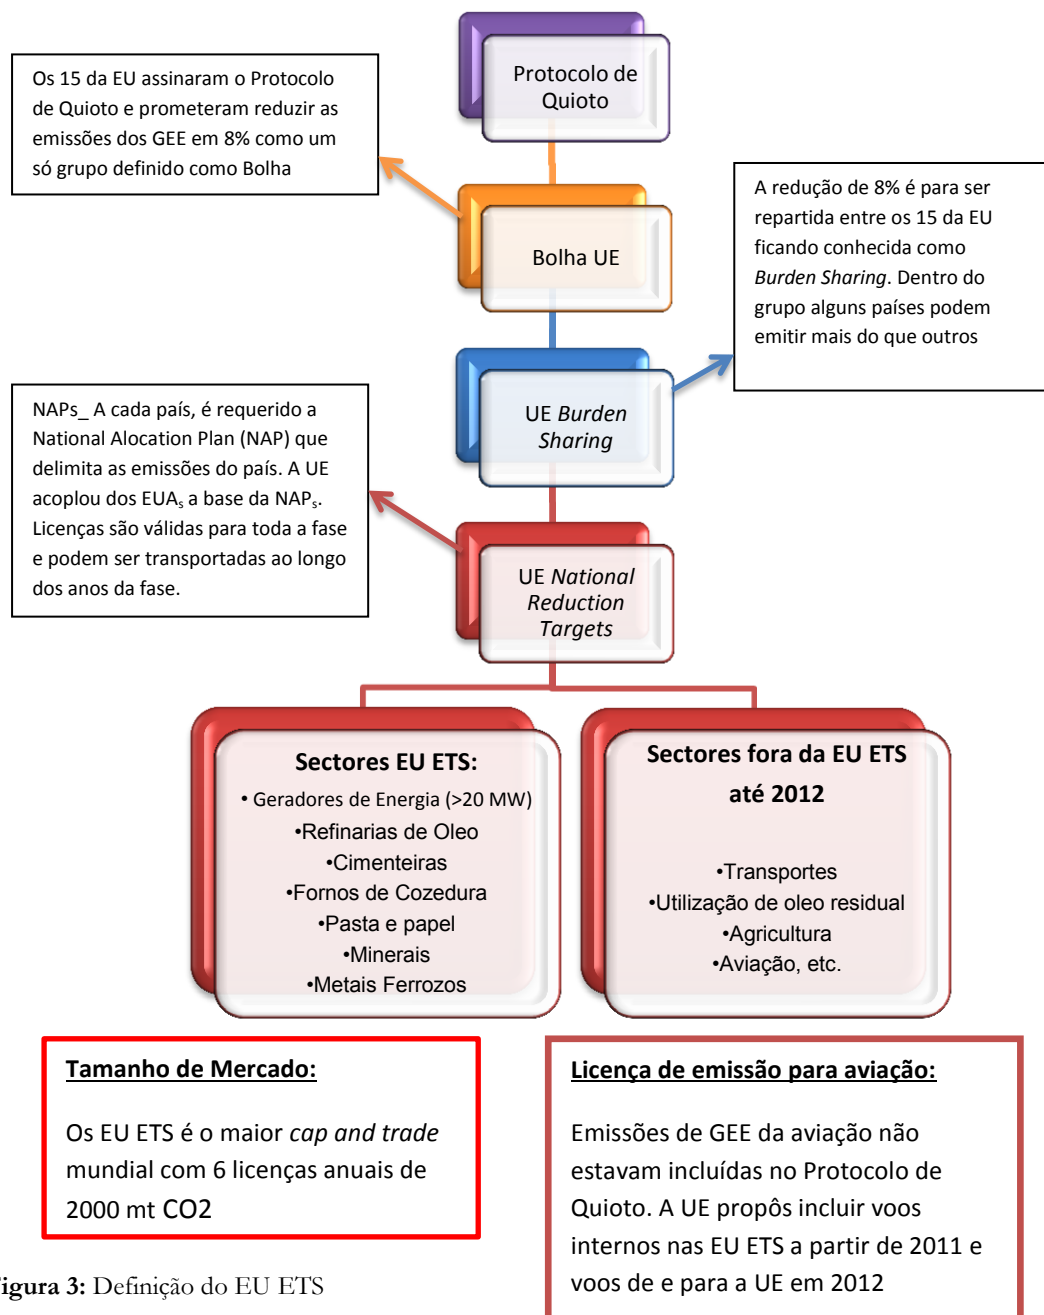 Protocolo de
Quioto
Os 15 da EU assinaram o Protocolo
de Quioto e prometeram reduzir as
emissões dos GEE em 8% como um
só grupo definido como Bolha
Bolha UE
A redução de 8% é para ser
repartida entre os 15 da EU
ficando conhecida como
Burden Sharing. Dentro do
grupo alguns países podem
emitir mais do que outros
UE Burden
Sharing
NAPs_ A cada país, é requerido a
National Alocation Plan (NAP) que
delimita as emissões do país. A UE
acoplou dos EUAs a base da NAPs.
Licenças são válidas para toda a fase
e podem ser transportadas ao longo
dos anos da fase.
UE National
Reduction
Targets
Sectores EU ETS:
• Geradores de Energia (>20 MW)
•Refinarias de Oleo
•Cimenteiras
•Fornos de Cozedura
•Pasta e papel
•Minerais
•Metais Ferrozos
Sectores fora da EU ETS
até 2012
•Transportes
•Utilização de oleo residual
•Agricultura
•Aviação, etc.
Tamanho de Mercado:
Os EU ETS é o maior cap and trade
mundial com 6 licenças anuais de
2000 mt CO2
Licença de emissão para aviação:
Emissões de GEE da aviação não
estavam incluídas no Protocolo de
Quioto. A UE propôs incluir voos
internos nas EU ETS a partir de 2011 e
voos de e para a UE em 2012
igura 3: Definição do EU ETS